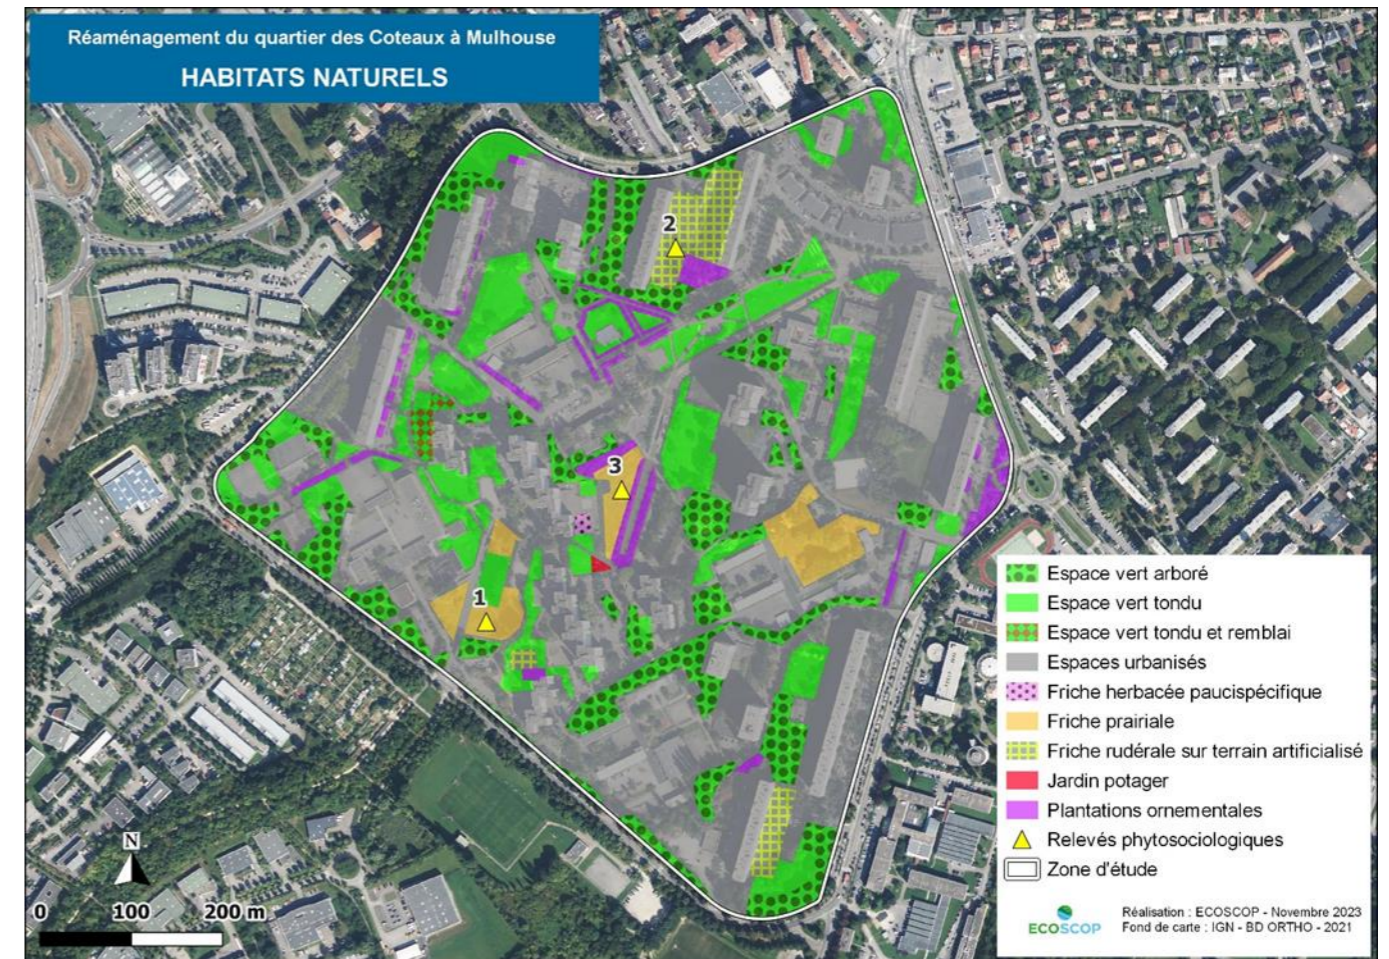 Réaménagement du quartier des Coteaux à Mulhouse
HABITATS NATURELS
2
3
1
Espace vert arboré
Espace vert tondu
Espace vert tondu et remblai
Espaces urbanisés
Friche herbacée paucispécifique
Friche prairiale
Friche rudérale sur terrain artificialisé
Jardin potager
Plantations ornementales
Relevés phytosociologiques
Zone d'étude
N
0 100 200 m
ECOSCOP
Réalisation : ECOSCOP - Novembre 2023
Fond de carte : IGN - BD ORTHO - 2021